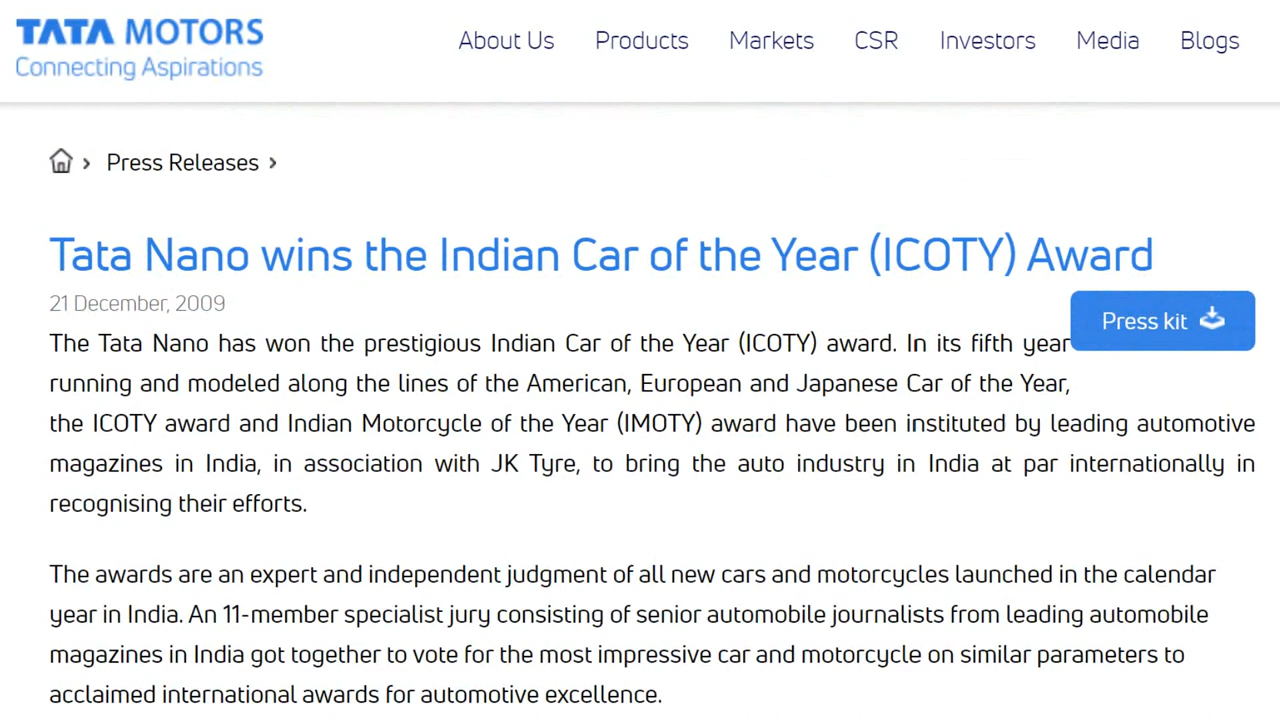 TATA MOTORS
Connecting Aspirations
About Us Products Markets CSR Investors Media Blogs
Press Releases
Tata Nano wins the Indian Car of the Year (ICOTY) Award
21 December, 2009
Press kit
The Tata Nano has won the prestigious Indian Car of the Year (ICOTY) award. In its fifth year
running and modeled along the lines of the American, European and Japanese Car of the Year,
the ICOTY award and Indian Motorcycle of the Year (IMOTY) award have been instituted by leading automotive
magazines in India, in association with JK Tyre, to bring the auto industry in India at par internationally in
recognising their efforts.
The awards are an expert and independent judgment of all new cars and motorcycles launched in the calendar
year in India. An 11-member specialist jury consisting of senior automobile journalists from leading automobile
magazines in India got together to vote for the most impressive car and motorcycle on similar parameters to
acclaimed international awards for automotive excellence.